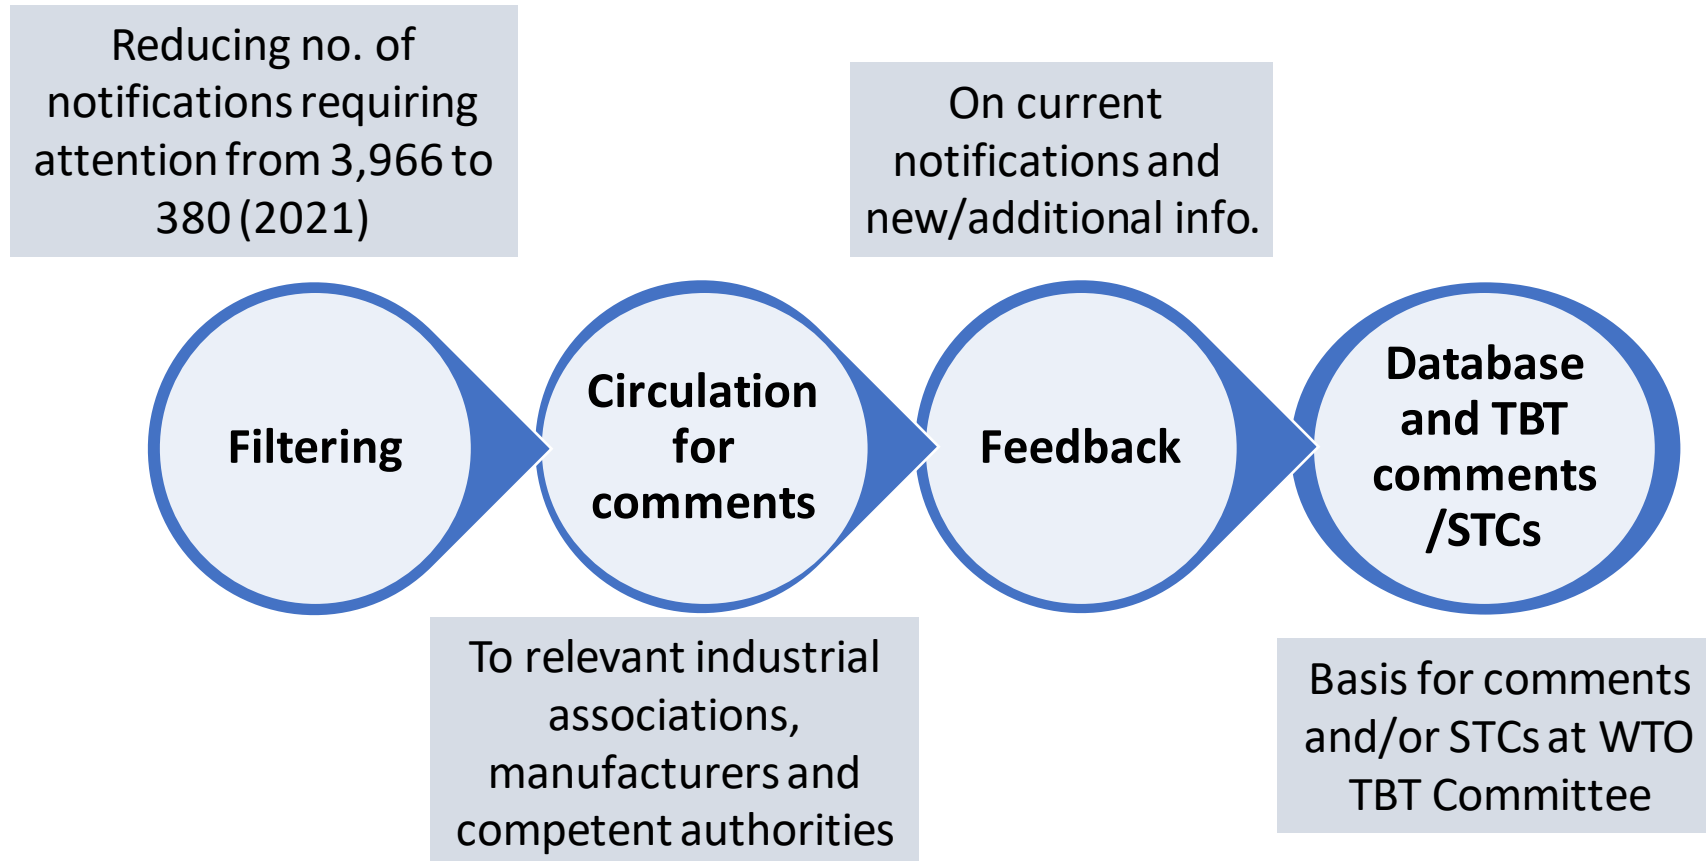 Reducing no. of
notifications requiring
attention from 3,966 to
380 (2021)
On current
notifications and
new/additional info.
Filtering
Circulation
for
comments
Feedback
Database
and TBT
comments
/STCs
To relevant industrial
associations,
manufacturers and
competent authorities
Basis for comments
and/or STCs at WTO
TBT Committee